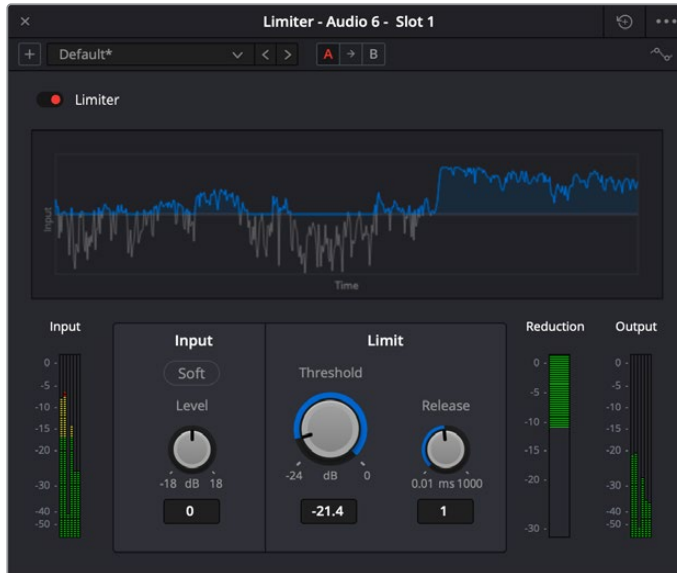 Limiter - Audio 6 - Slot 1
Default*
A
B
Limiter
Input
Time
Input
0
-5
-10
-15
-20
-30
-40
-50
Input
Soft
Level
-18 dB 18
0
Limit
Threshold
-24 dB 0
-21.4
Release
0.01 ms 1000
1
Reduction
0
-5
-10
-15
-20
-30
Output
0
-5
-10
-15
-20
-30
-40
-50